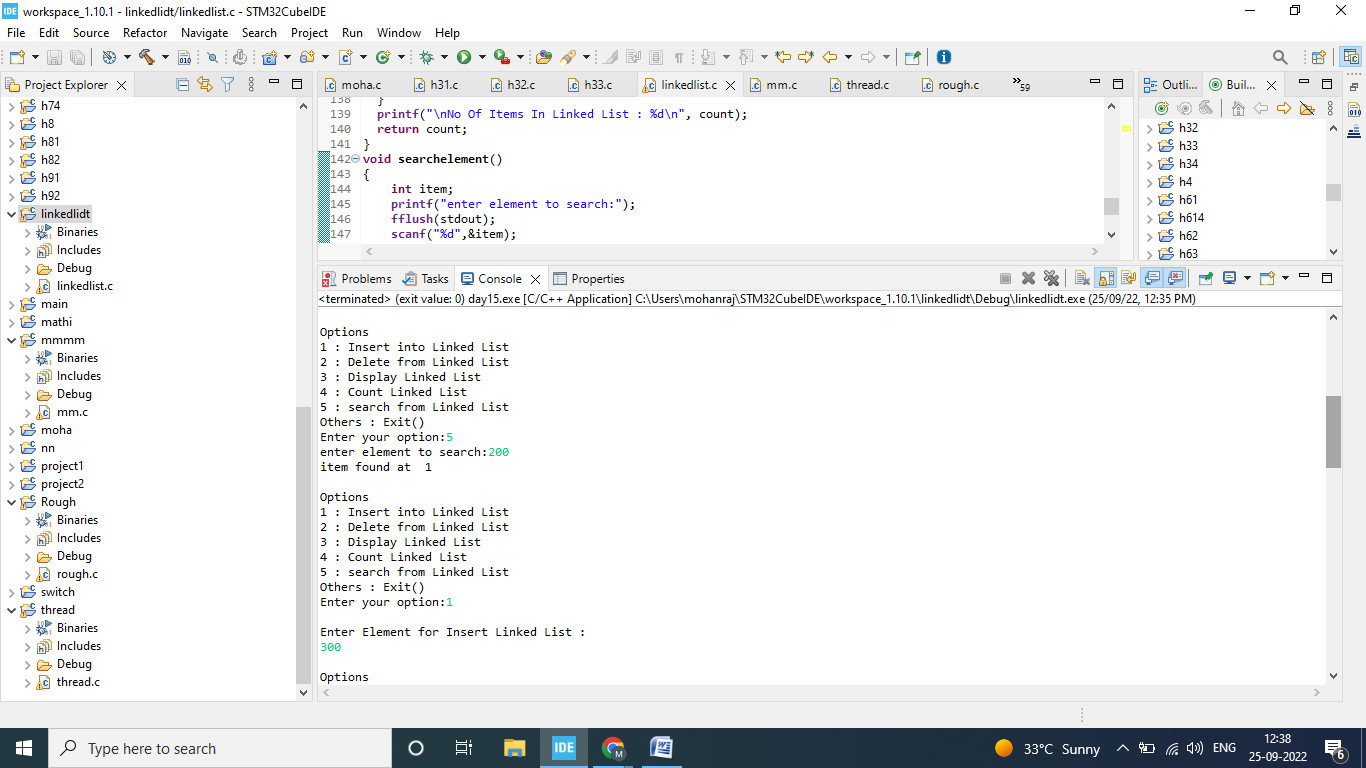 IDE workspace_1.10.1 - linkedlidt/linkedlist.c - STM32CubeIDE
File Edit Source Refactor Navigate Search Project Run Window Help
Project Explorer
h74
h8
h81
h82
h91
h92
linkedlidt
Binaries
Includes
Debug
linkedlist.c
main
mathi
mmmm
Binaries
Includes
Debug
mm.c
moha
nn
project1
project2
Rough
Binaries
Includes
Debug
rough.c
switch
thread
Binaries
Includes
Debug
thread.c
moha.c h31.c h32.c h33.c linkedlist.c mm.c thread.c rough.c »59
138 }
139 printf("\nNo Of Items In Linked List : %d\n", count);
140 return count;
141 }
142 void searchelement()
143 {
144 int item;
145 printf("enter element to search:");
146 fflush(stdout);
147 scanf("%d",&item);
Outli... Buil...
h32
h33
h34
h4
h61
h614
h62
h63
Problems Tasks Console Properties
<terminated> (exit value: 0) day15.exe [C/C++ Application] C:\Users\mohanraj\STM32CubeIDE\workspace_1.10.1\linkedlidt\Debug\linkedlidt.exe (25/09/22, 12:35 PM)
Options
1 : Insert into Linked List
2 : Delete from Linked List
3 : Display Linked List
4 : Count Linked List
5 : search from Linked List
Others : Exit()
Enter your option:5
enter element to search:200
item found at  1
Options
1 : Insert into Linked List
2 : Delete from Linked List
3 : Display Linked List
4 : Count Linked List
5 : search from Linked List
Others : Exit()
Enter your option:1
Enter Element for Insert Linked List :
300
Options
Type here to search
IDE
M
33°C Sunny
ENG
12:38
25-09-2022
6